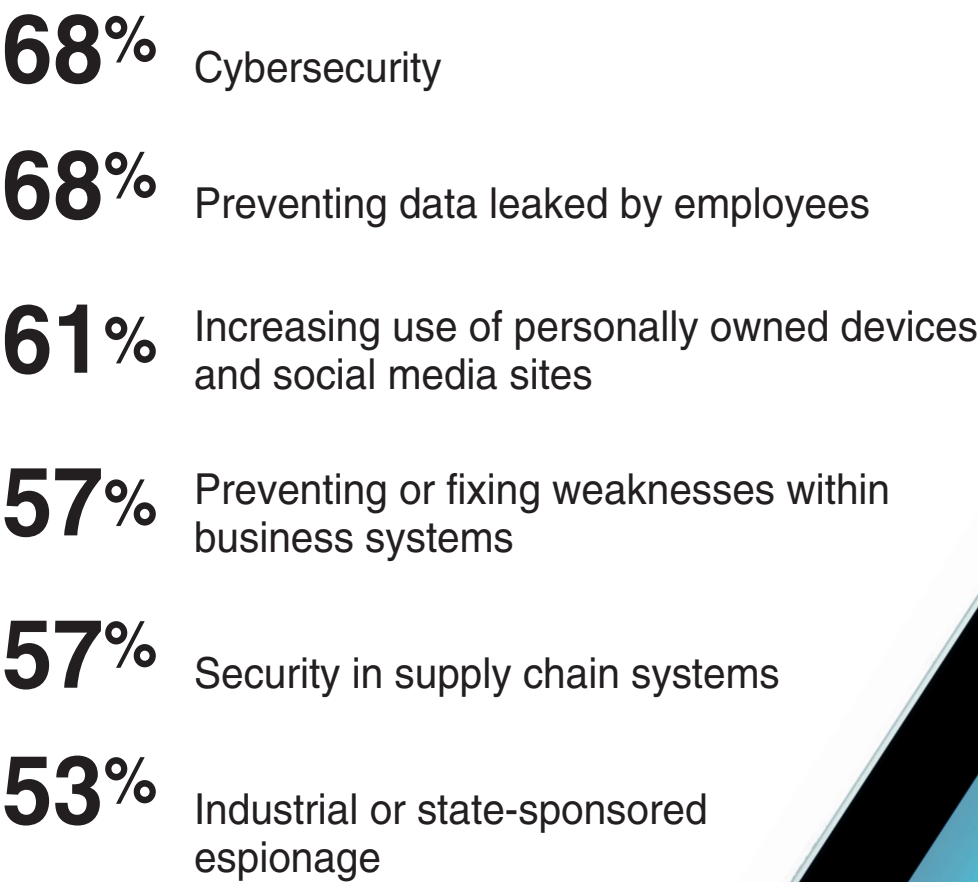 68% Cybersecurity
68% Preventing data leaked by employees
61% Increasing use of personally owned devices
and social media sites
57% Preventing or fixing weaknesses within
business systems
57% Security in supply chain systems
53% Industrial or state-sponsored
espionage